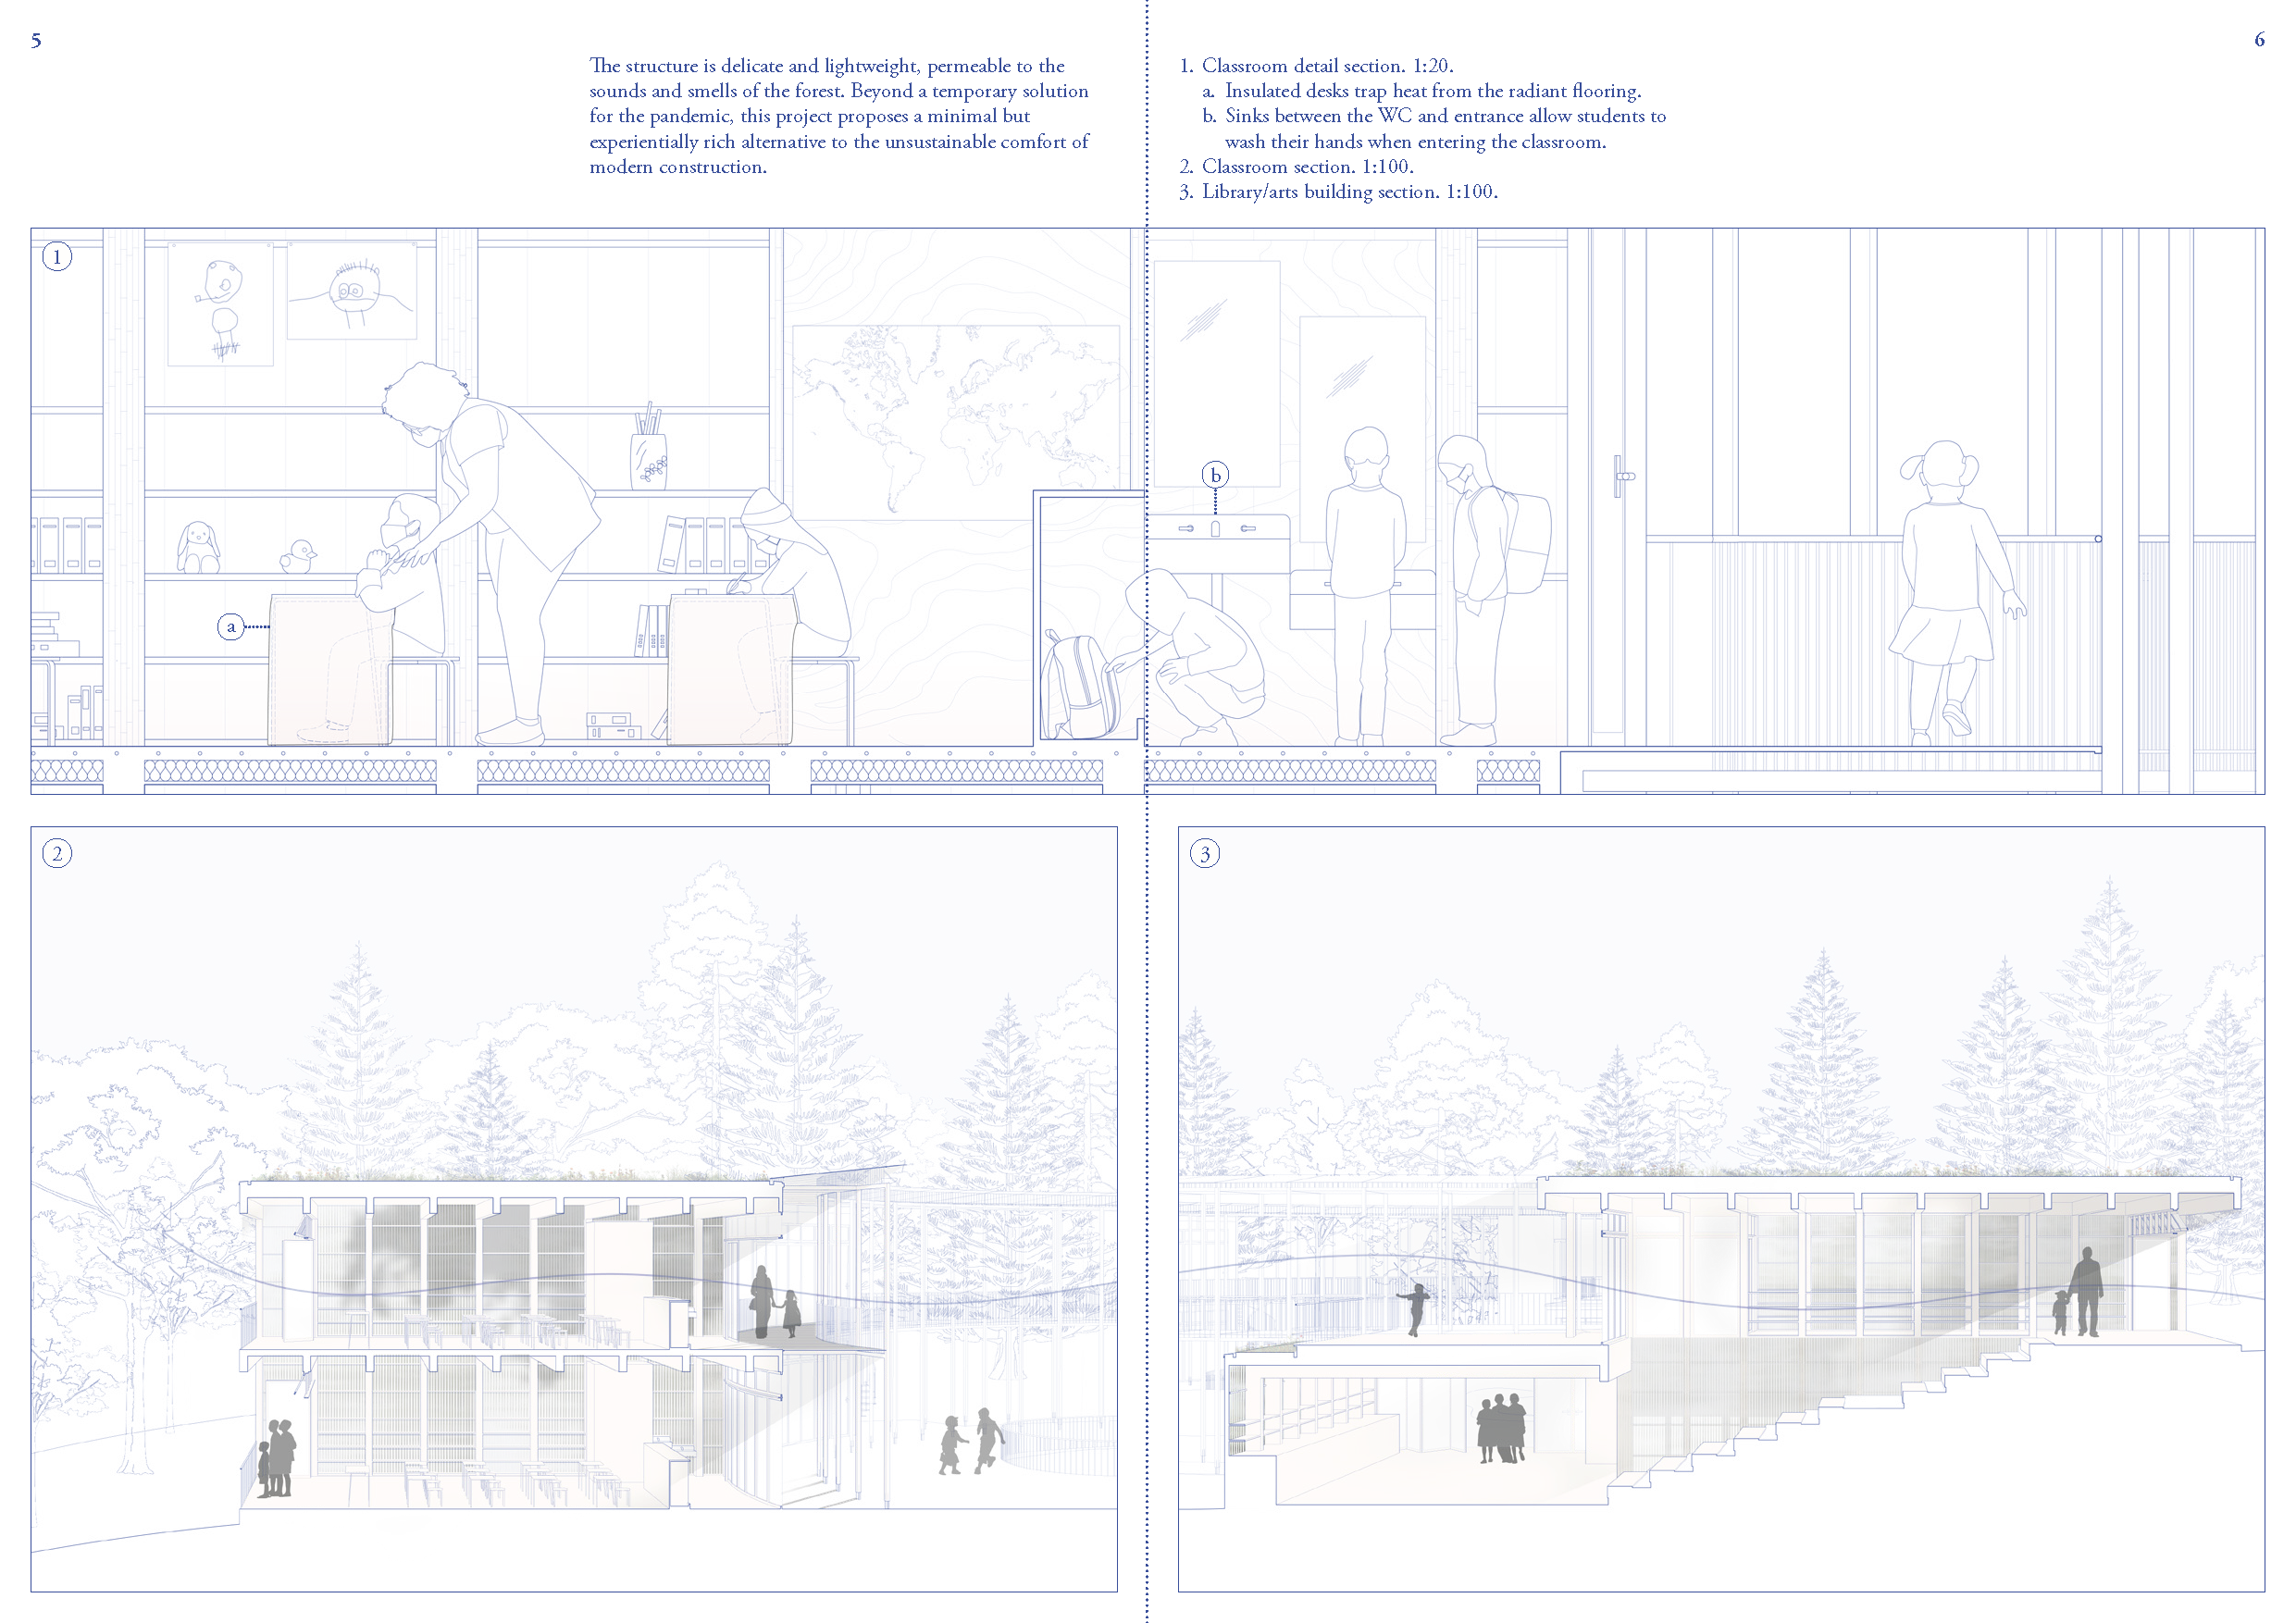 5
The structure is delicate and lightweight, permeable to the
sounds and smells of the forest. Beyond a temporary solution
for the pandemic, this project proposes a minimal but
experientially rich alternative to the unsustainable comfort of
modern construction.
6
1. Classroom detail section. 1:20.
a. Insulated desks trap heat from the radiant flooring.
b. Sinks between the WC and entrance allow students to
wash their hands when entering the classroom.
2. Classroom section. 1:100.
3. Library/arts building section. 1:100.
1
a
b
2
3